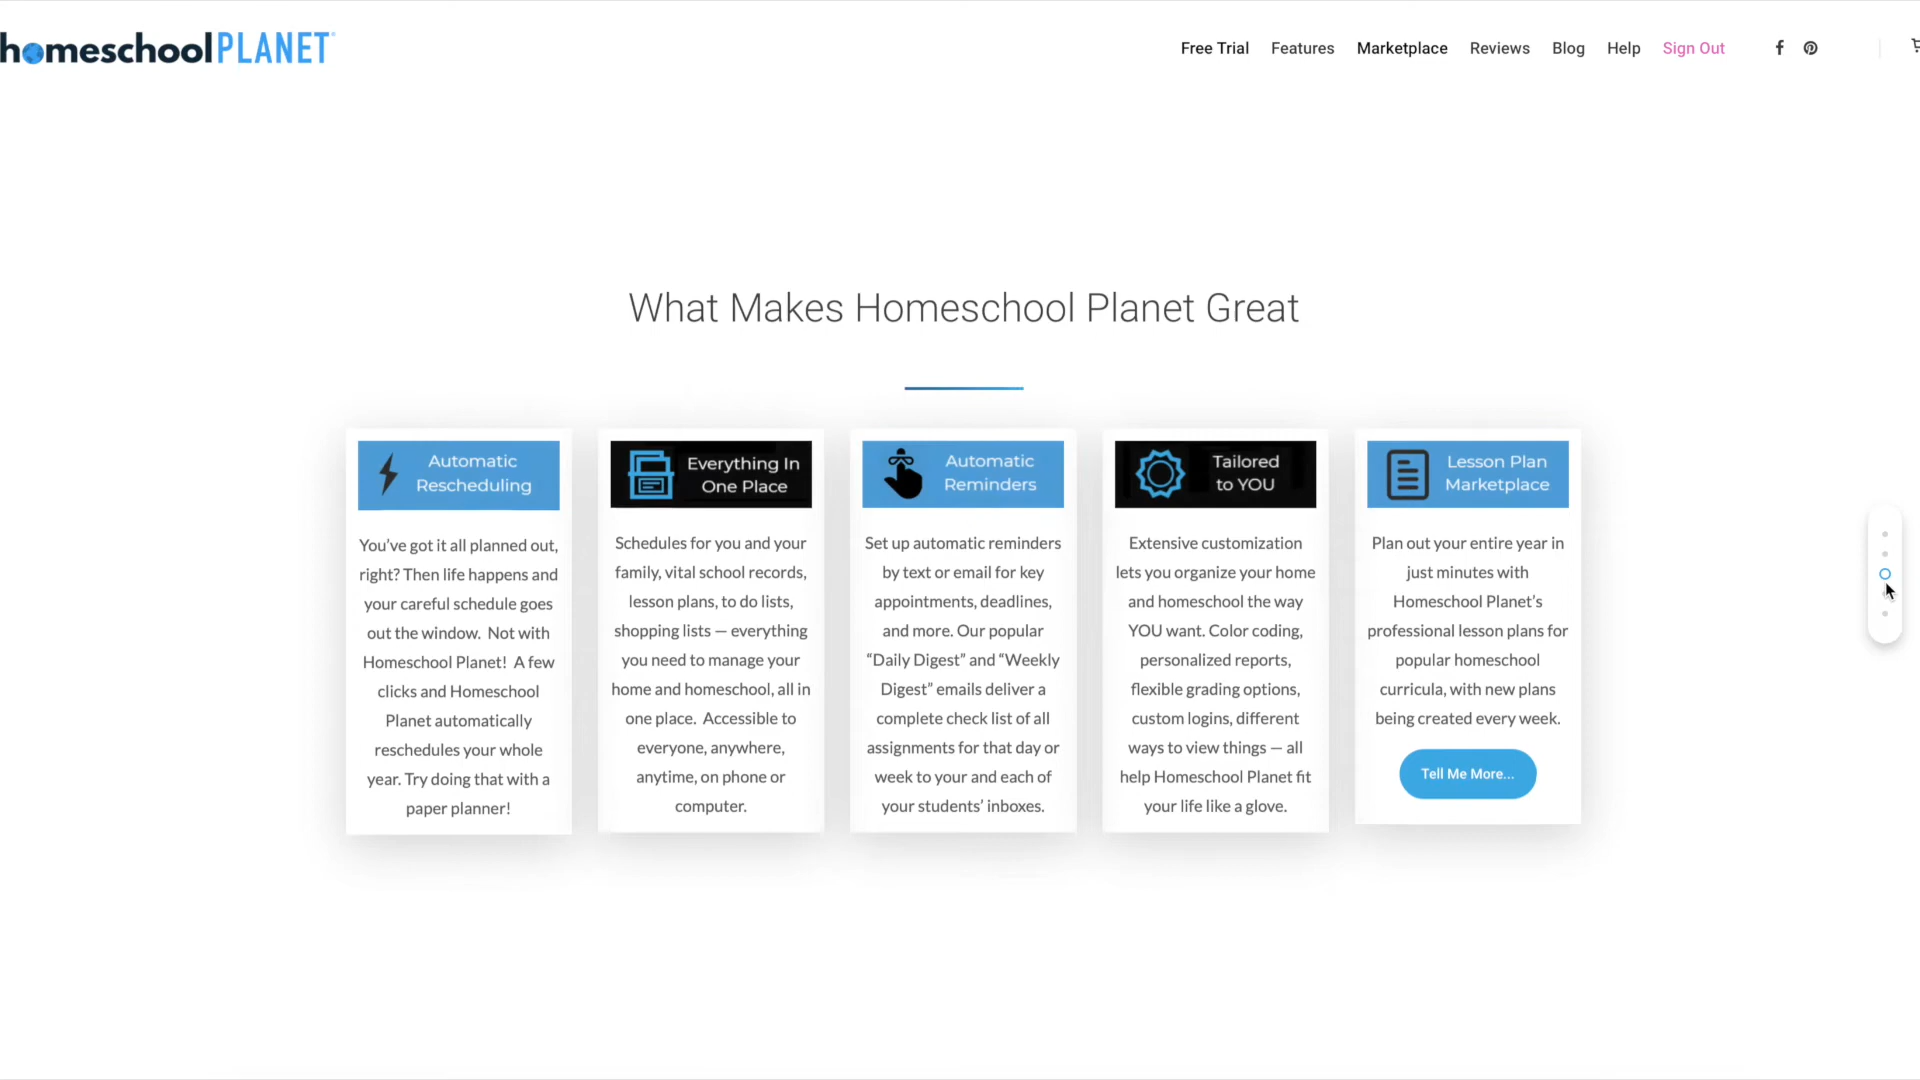 homeschoolPLANET
Free Trial Features Marketplace Reviews Blog Help Sign Out
What Makes Homeschool Planet Great
Automatic
Rescheduling
You’ve got it all planned out,
right? Then life happens and
your careful schedule goes
out the window. Not with
Homeschool Planet! A few
clicks and Homeschool
Planet automatically
reschedules your whole
year. Try doing that with a
paper planner!
Everything In
One Place
Schedules for you and your
family, vital school records,
lesson plans, to do lists,
shopping lists — everything
you need to manage your
home and homeschool, all in
one place. Accessible to
everyone, anywhere,
anytime, on phone or
computer.
Automatic
Reminders
Set up automatic reminders
by text or email for key
appointments, deadlines,
and more. Our popular
“Daily Digest” and “Weekly
Digest” emails deliver a
complete check list of all
assignments for that day or
week to your and each of
your students’ inboxes.
Tailored
to YOU
Extensive customization
lets you organize your home
and homeschool the way
YOU want. Color coding,
personalized reports,
flexible grading options,
custom logins, different
ways to view things — all
help Homeschool Planet fit
your life like a glove.
Lesson Plan
Marketplace
Plan out your entire year in
just minutes with
Homeschool Planet’s
professional lesson plans for
popular homeschool
curricula, with new plans
being created every week.
Tell Me More...